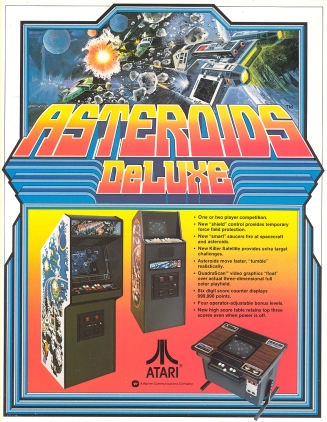 ASTEROIDS™
DeLUXE
• One or two player competition.
• New "shield" control provides temporary
force field protection.
• New "smart" saucers fire at spacecraft
and asteroids.
• New Killer Satellite provides extra target
challenges.
• Asteroids move faster, "tumble"
realistically.
• QuadraScan™ video graphics "float"
over actual three-dimensional full
color playfield.
• Six-digit score counter displays
999,990 points.
• Four operator-adjustable bonus levels.
• New high score table retains top three
scores even when power is off.
ATARI
A Warner Communications Company